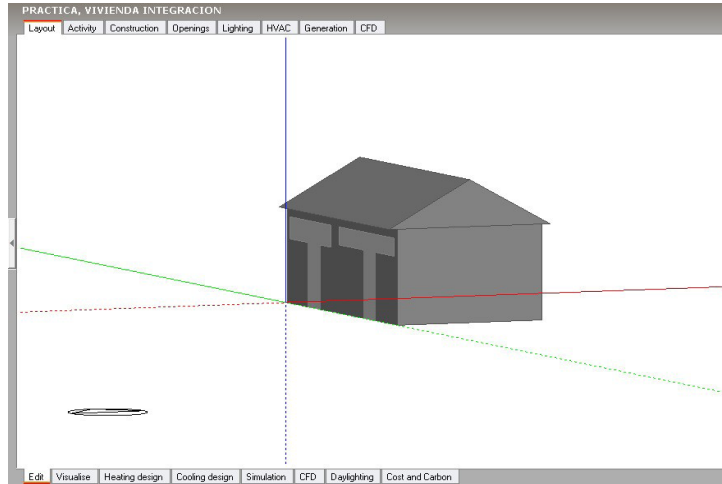 PRACTICA, VIVIENDA INTEGRACION
Layout Activity Construction Openings Lighting HVAC Generation CFD
Edit Visualise Heating design Cooling design Simulation CFD Daylighting Cost and Carbon